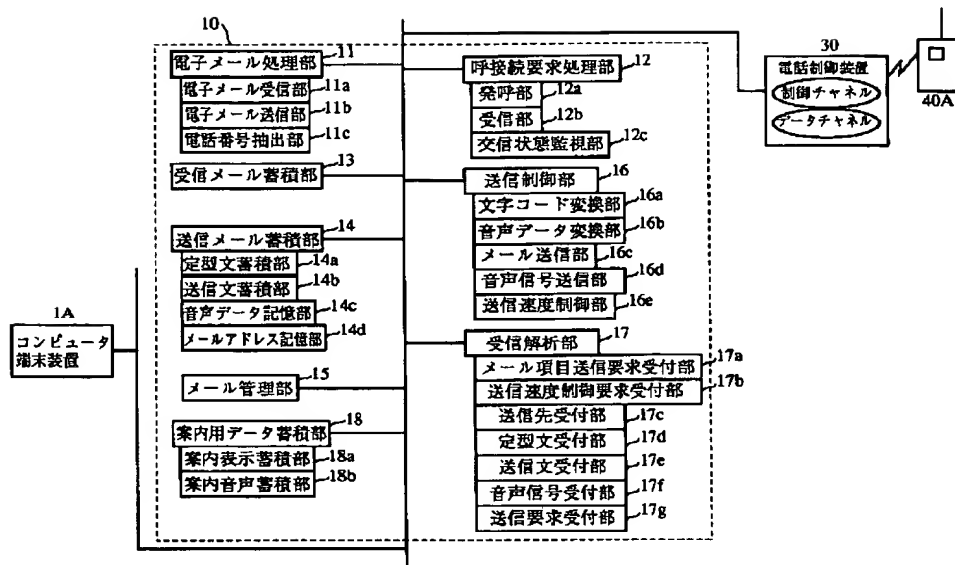 10
電子メール処理部
11
電子メール受信部
11a
電子メール送信部
11b
電話番号抽出部
11c
受信メール蓄積部
13
送信メール蓄積部
14
定型文蓄積部
14a
送信文蓄積部
14b
音声データ記憶部
14c
メールアドレス記憶部
14d
メール管理部
15
案内用データ蓄積部
18
案内表示蓄積部
18a
案内音声蓄積部
18b
1A
コンピュータ
端末装置
呼接続要求処理部
12
発呼部
12a
受信部
12b
交信状態監視部
12c
送信制御部
16
文字コード変換部
16a
音声データ変換部
16b
メール送信部
16c
音声信号送信部
16d
送信速度制御部
16e
受信解析部
17
メール項目送信要求受付部
17a
送信速度制御要求受付部
17b
送信先受付部
17c
定型文受付部
17d
送信文受付部
17e
音声信号受付部
17f
送信要求受付部
17g
30
電話制御装置
制御チャネル
データチャネル
40A